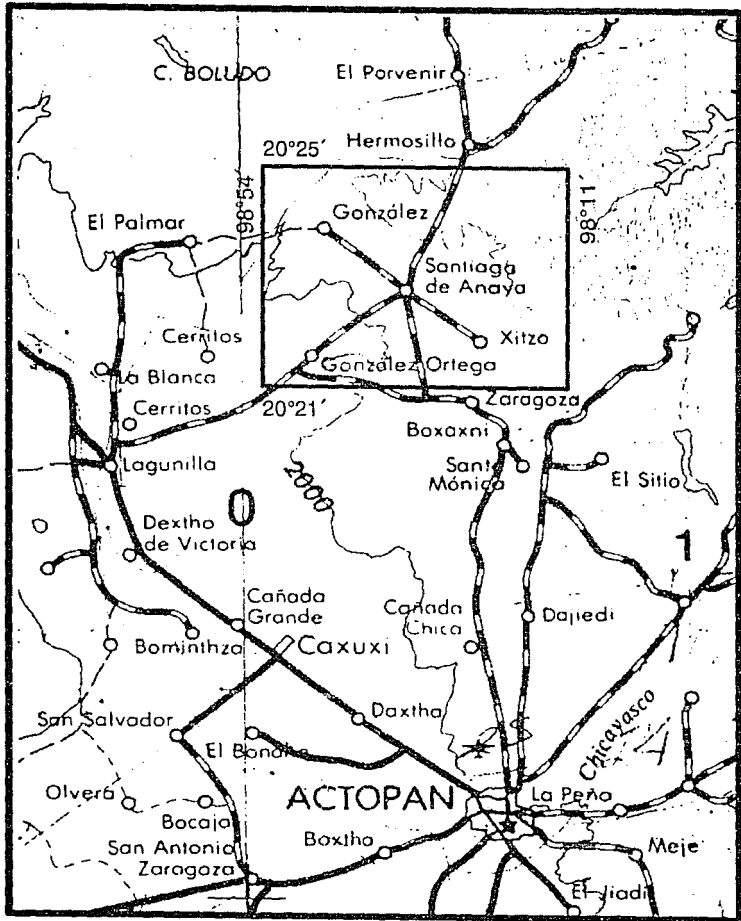 C. BOLUDO
El Porvenir
Hermosillo
20°25′
98°54′
98°11′
González
El Palmar
Santiaga
de Anaya
Xitzo
Cerritos
González Ortega
La Blanca
20°21′
Zaragoza
Cerritos
Boxaxni
Lagunilla
Sant
Mónica
El Sitio
2000
0
1
Dextho
de Victoria
Cañada
Grande
Cañada
Chica
Dajiedi
Bominthza
Caxuxi
San Salvador
Daxtha
Chicayasco
El Bondho
Olvera
ACTOPAN
La Peña
Bocaja
San Antonio
Zaragoza
Boxtha
Meje
El Jiadi